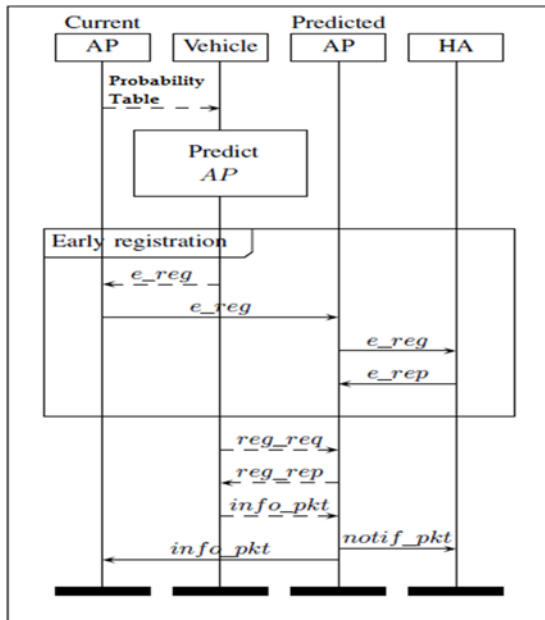 Current Predicted
AP Vehicle AP HA
Probability
Table
Predict
AP
Early registration
e_reg
e_reg
e_reg
e_rep
reg_req
reg_rep
info_pkt
notif_pkt
info_pkt